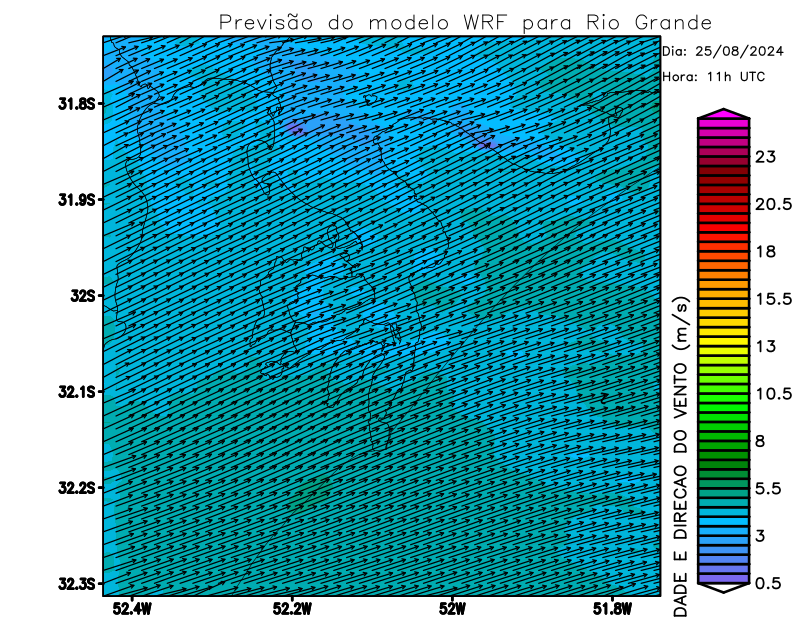 Previsão do modelo WRF para Rio Grande
Dia: 25/08/2024
Hora: 11h UTC
31.8S
31.9S
32S
32.1S
32.2S
32.3S
52.4W
52.2W
52W
51.8W
23
20.5
18
15.5
13
10.5
8
5.5
3
0.5
DADE E DIRECAO DO VENTO (m/s)